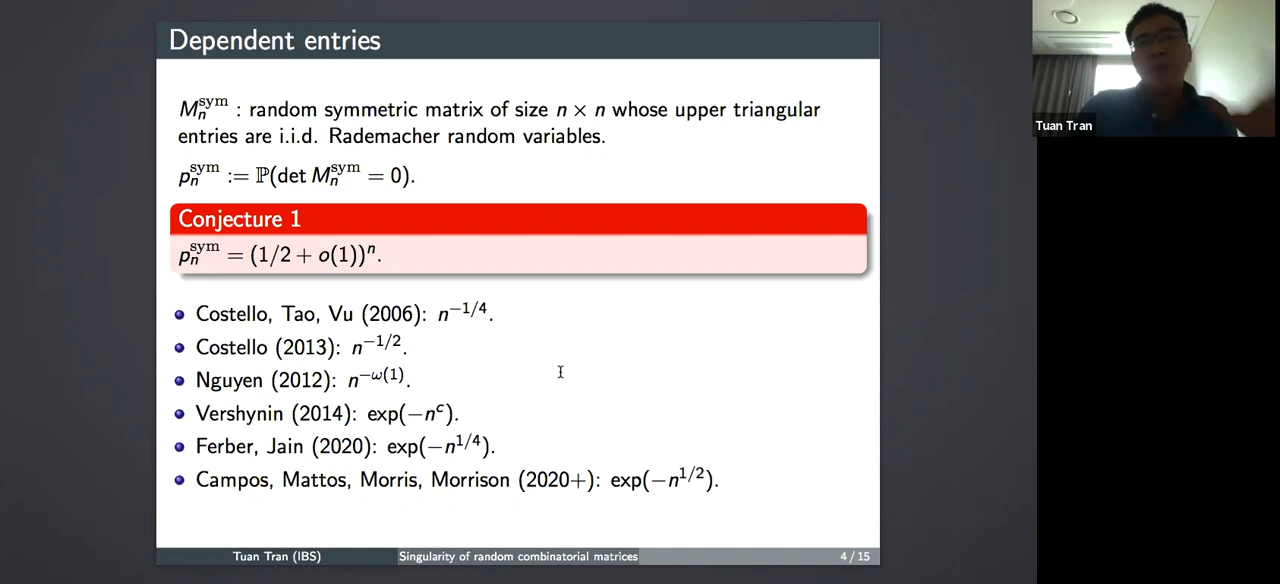 Dependent entries
M_n^sym : random symmetric matrix of size n × n whose upper triangular
entries are i.i.d. Rademacher random variables.
p_n^sym := ℙ(det M_n^sym = 0).
Conjecture 1
p_n^sym = (1/2 + o(1))^n.
Costello, Tao, Vu (2006): n^{−1/4}.
Costello (2013): n^{−1/2}.
Nguyen (2012): n^{−ω(1)}.
Vershynin (2014): exp(−n^c).
Ferber, Jain (2020): exp(−n^{1/4}).
Campos, Mattos, Morris, Morrison (2020+): exp(−n^{1/2}).
Tuan Tran (IBS) Singularity of random combinatorial matrices 4 / 15
Tuan Tran